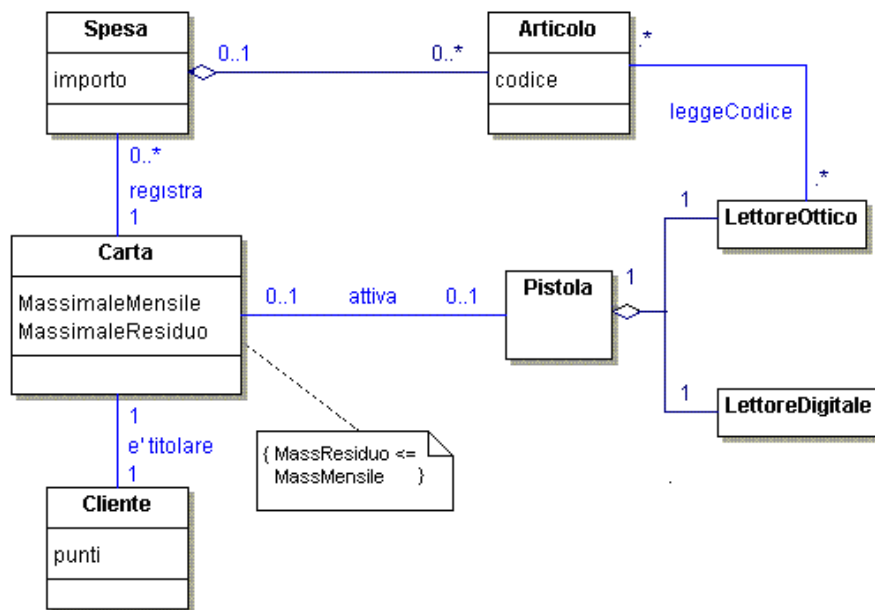 Spesa
importo
0..1
0..*
Articolo
codice
.*
leggeCodice
.*
0..*
registra
1
Carta
MassimaleMensile
MassimaleResiduo
0..1
attiva
0..1
Pistola
1
1
LettoreOttico
1
LettoreDigitale
1
e' titolare
1
{ MassResiduo <=
MassMensile }
Cliente
punti